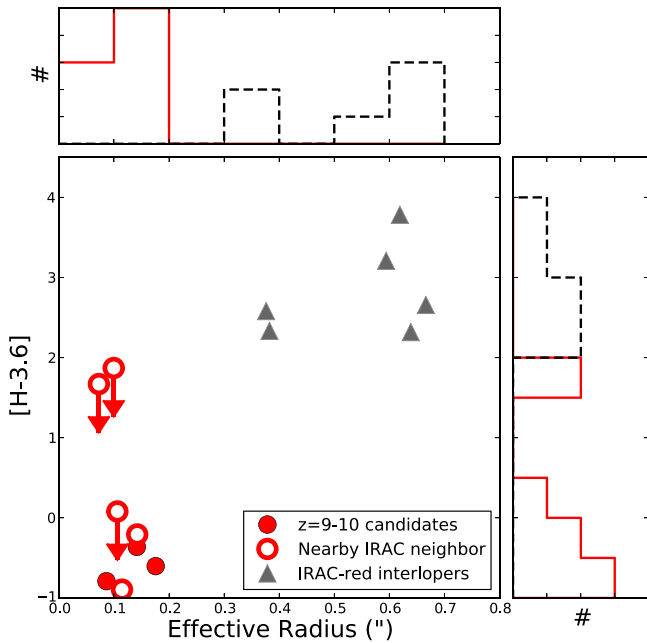 #
4
3
2
1
0
−1
[H-3.6]
0.0 0.1 0.2 0.3 0.4 0.5 0.6 0.7 0.8
Effective Radius (")
z=9-10 candidates
Nearby IRAC neighbor
IRAC-red interlopers
#